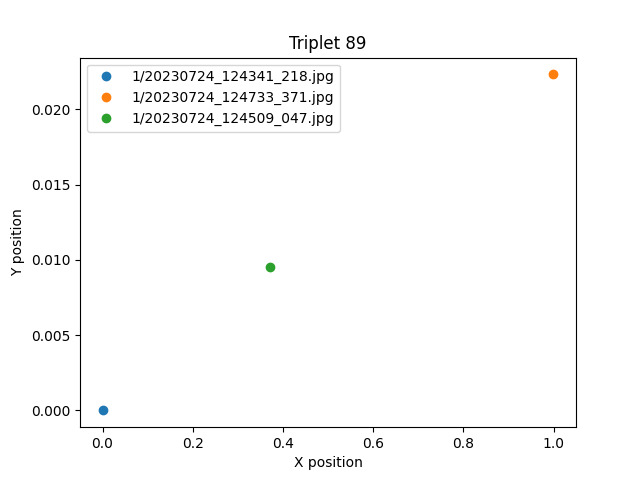 Triplet 89
1/20230724_124341_218.jpg
1/20230724_124733_371.jpg
1/20230724_124509_047.jpg
Y position
0.020
0.015
0.010
0.005
0.000
0.0 0.2 0.4 0.6 0.8 1.0
X position